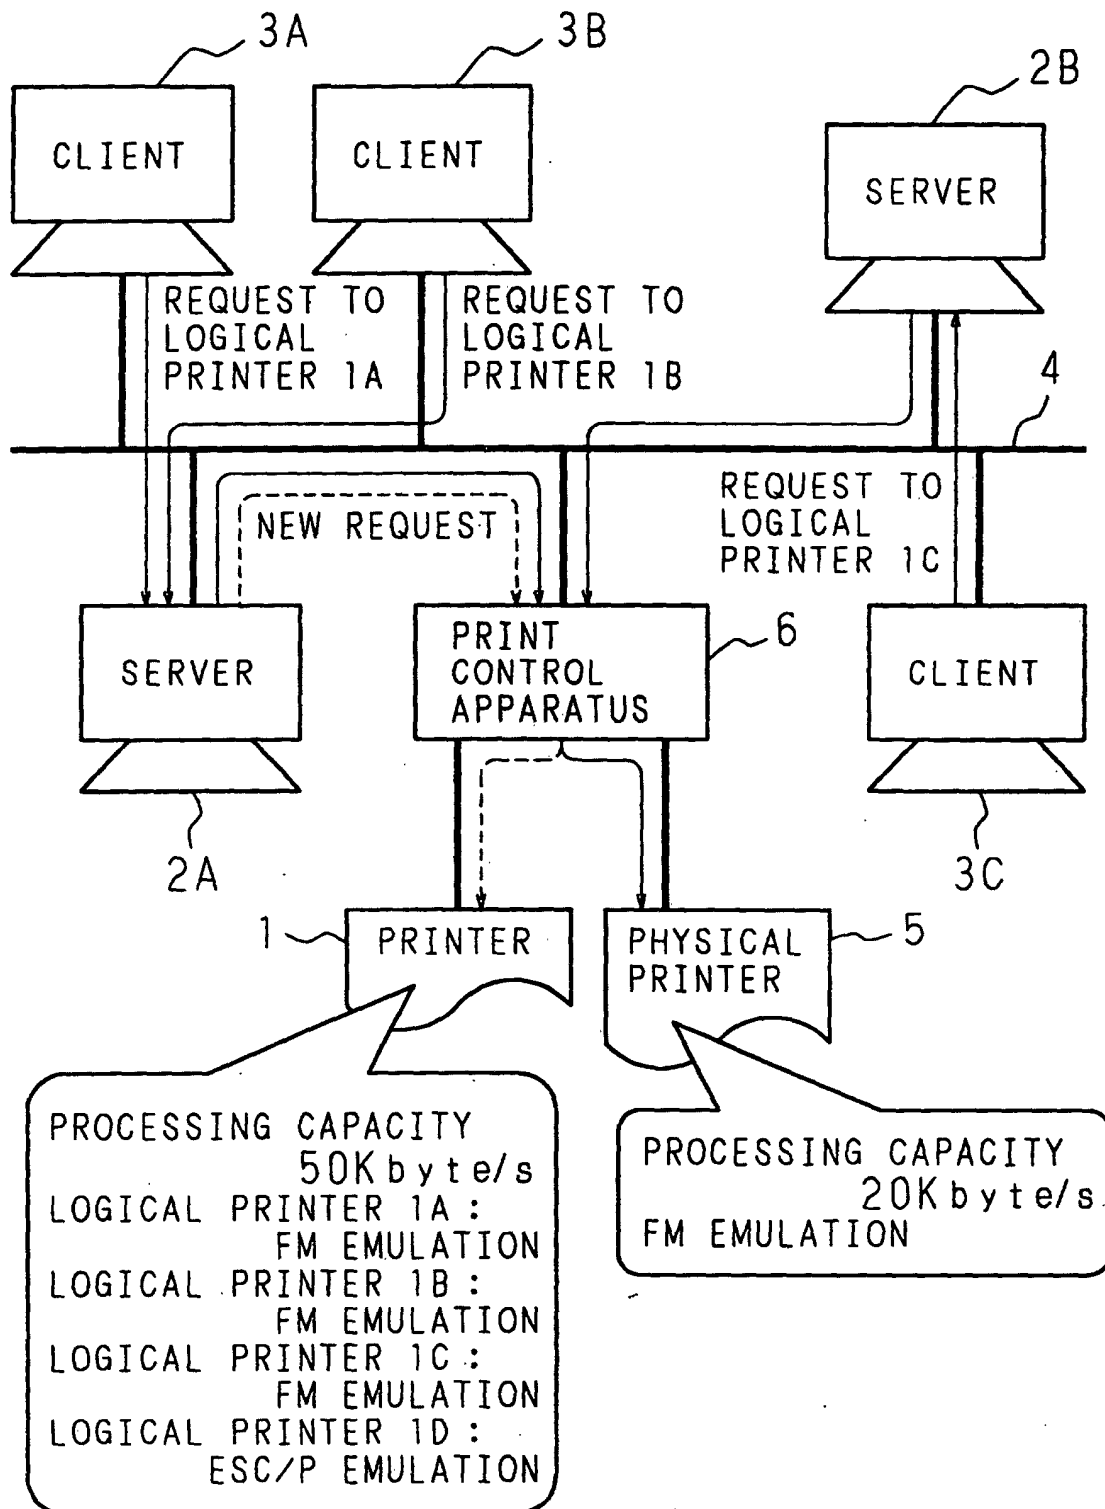 3A
3B
2B
CLIENT
CLIENT
SERVER
REQUEST TO
LOGICAL
PRINTER 1A
REQUEST TO
LOGICAL
PRINTER 1B
4
REQUEST TO
LOGICAL
PRINTER 1C
NEW REQUEST
SERVER
PRINT
CONTROL
APPARATUS
6
CLIENT
2A
3C
1
PRINTER
PHYSICAL
PRINTER
5
PROCESSING CAPACITY
50Kbyte/s
LOGICAL PRINTER 1A:
FM EMULATION
LOGICAL PRINTER 1B:
FM EMULATION
LOGICAL PRINTER 1C:
FM EMULATION
LOGICAL PRINTER 1D:
ESC/P EMULATION
PROCESSING CAPACITY
20Kbyte/s
FM EMULATION